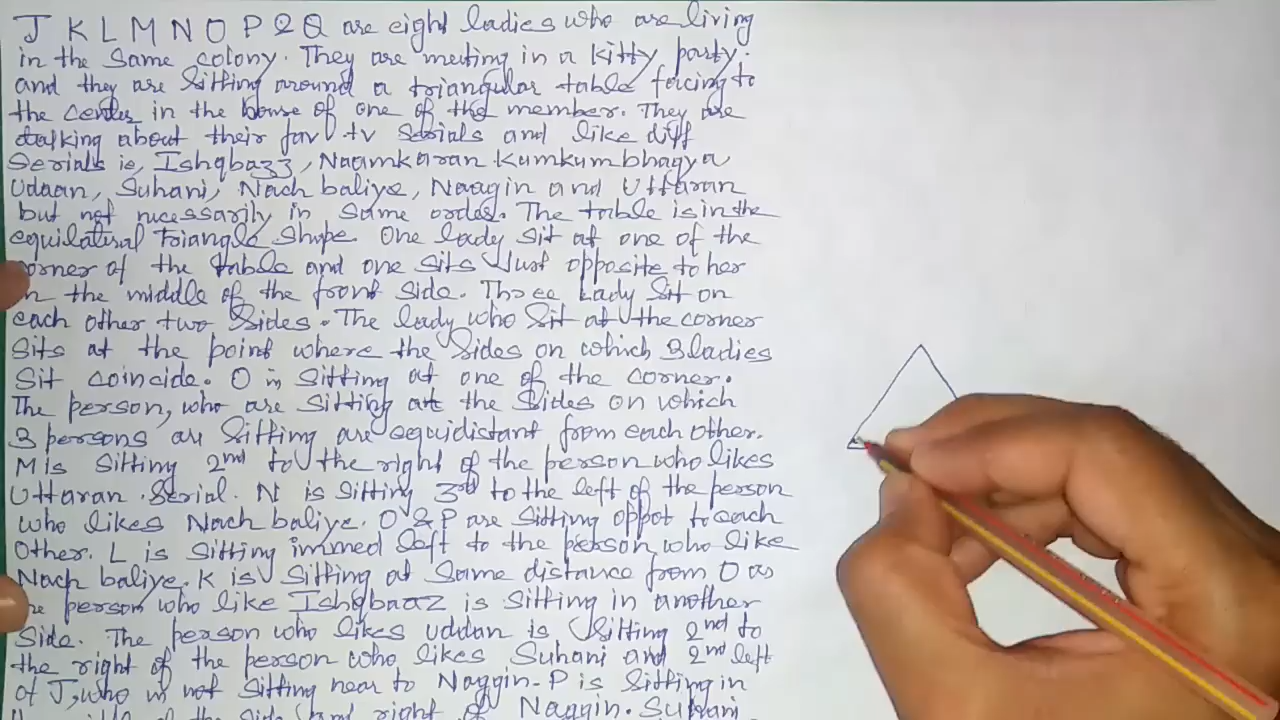 J K L M N O P & Q are eight ladies who are living
in the same colony. They are meeting in a kitty party.
and they are sitting around a triangular table facing to
the center in the house of one of the member. They are
talking about their fav tv serials and like diff
serials ie, Ishqbazz, Naamkaran Kumkum bhagya
Udaan, Suhani, Nach baliye, Naagin and Uttaran
but not necessarily in same order. The table is in the
equilateral triangle shape. One lady sit at one of the
corner of the table and one sits just opposite to her
in the middle of the front side. Three Lady sit on
each other two sides. The lady who sit at the corner
sits at the point where the sides on which 3 ladies
sit coincide. O is sitting at one of the corner.
The person, who are sitting at the sides on which
3 persons are sitting are equidistant from each other.
M is sitting 2nd to the right of the person who likes
Uttaran serial. N is sitting 3rd to the left of the person
who likes Nach baliye. O & P are sitting oppot to each
other. L is sitting immed left to the person who like
Nach baliye. K is sitting at same distance from O as
person who like Ishqbaaz is sitting in another
side. The person who likes uddan is sitting 2nd to
the right of the person who likes Suhani and 2nd left
of J, who is not sitting near to Naggin. P is sitting in
of the side and right of Naggin. Suhani